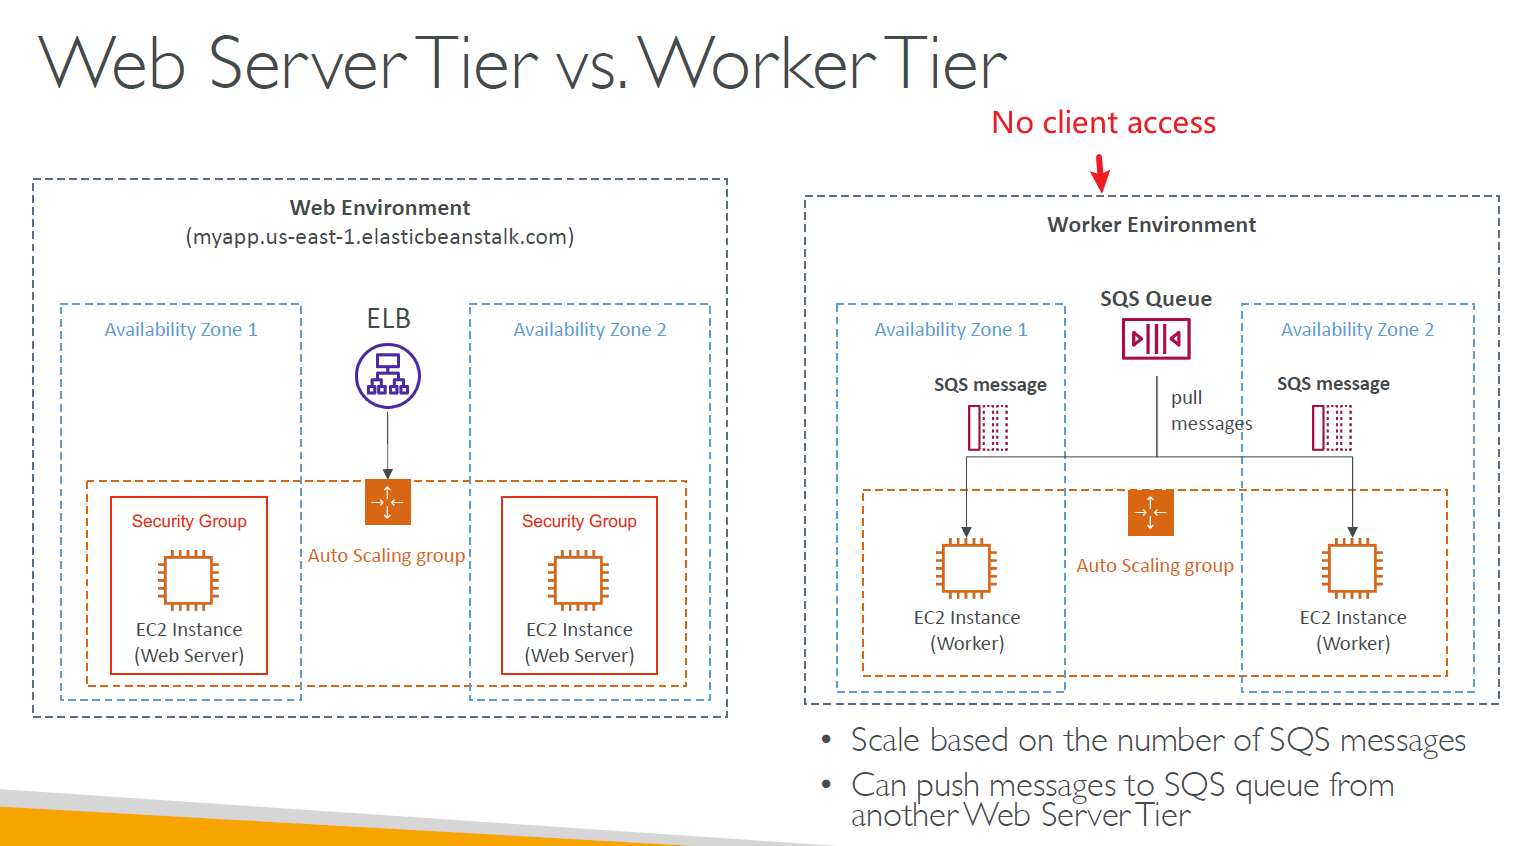 Web Server Tier vs. Worker Tier
No client access
Web Environment
(myapp.us-east-1.elasticbeanstalk.com)
Availability Zone 1
ELB
Availability Zone 2
Security Group
Security Group
Auto Scaling group
EC2 Instance
(Web Server)
EC2 Instance
(Web Server)
Worker Environment
SQS Queue
Availability Zone 1
Availability Zone 2
SQS message
SQS message
pull
messages
Auto Scaling group
EC2 Instance
(Worker)
EC2 Instance
(Worker)
• Scale based on the number of SQS messages
• Can push messages to SQS queue from
another Web Server Tier